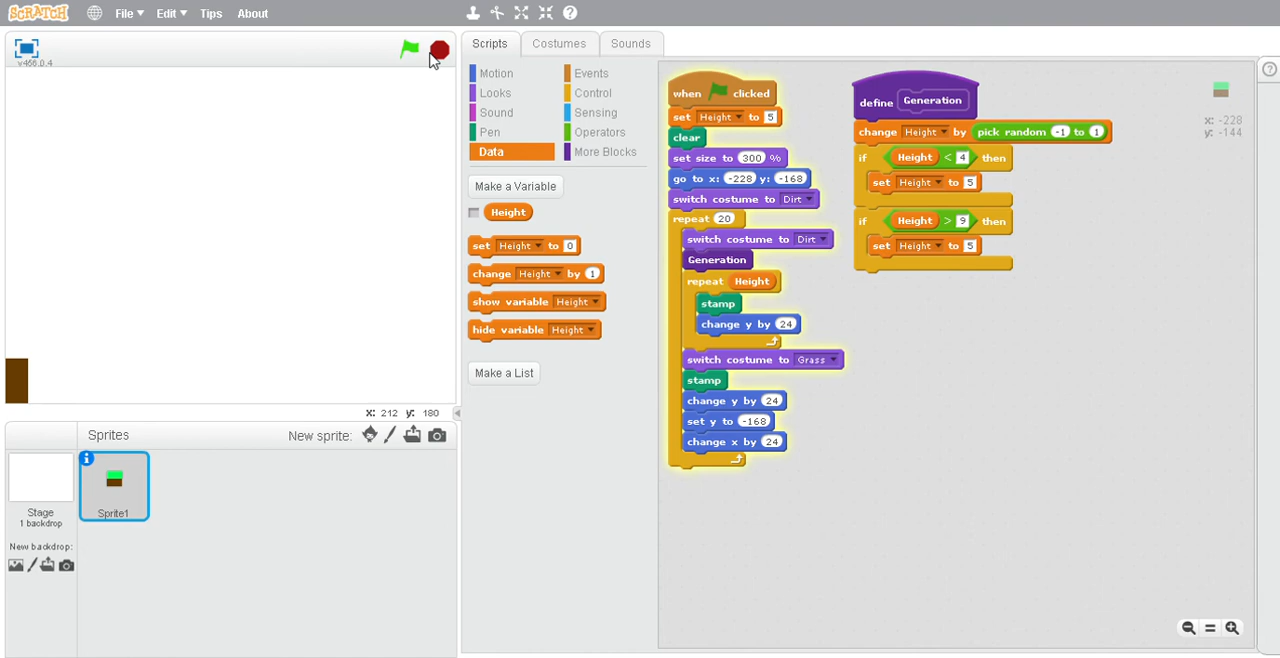 SCRATCH File Edit Tips About
v466.0.4
Scripts Costumes Sounds
Motion Events
Looks Control
Sound Sensing
Pen Operators
Data More Blocks
Make a Variable
Height
set Height to 0
change Height by 1
show variable Height
hide variable Height
Make a List
when clicked
set Height to 5
clear
set size to 300 %
go to x: -228 y: -168
switch costume to Dirt
repeat 20
switch costume to Dirt
Generation
repeat Height
stamp
change y by 24
switch costume to Grass
stamp
change y by 24
set y to -168
change x by 24
define Generation
change Height by pick random -1 to 1
if Height < 4 then
set Height to 5
if Height > 9 then
set Height to 5
x: -228
y: -144
x: 212 y: 180
Sprites New sprite:
Stage
1 backdrop
New backdrop:
Sprite1